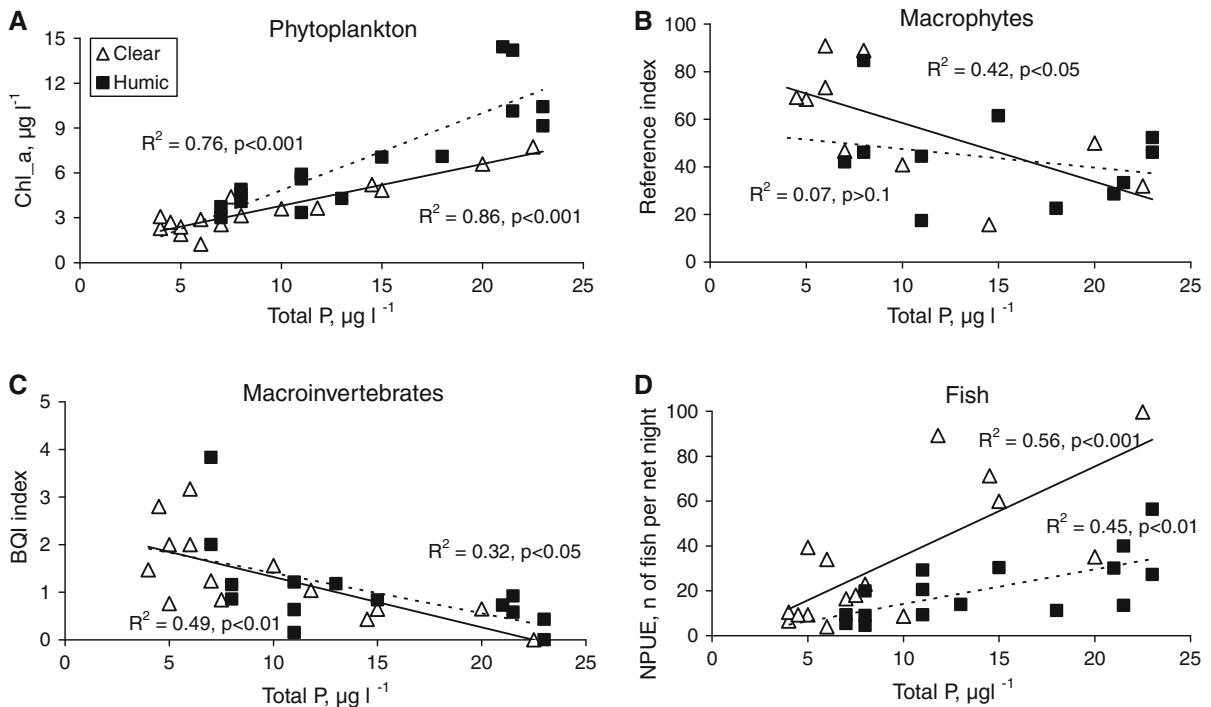 A
Phytoplankton
Chl_a, µg l⁻¹
15
12
9
6
3
0
Clear
Humic
R² = 0.76, p<0.001
R² = 0.86, p<0.001
5 10 15 20 25
Total P, µg l⁻¹
B
Macrophytes
Reference index
100
80
60
40
20
0
R² = 0.42, p<0.05
R² = 0.07, p>0.1
0 5 10 15 20 25
Total P, µg l⁻¹
C
Macroinvertebrates
BQI index
5
4
3
2
1
0
R² = 0.32, p<0.05
R² = 0.49, p<0.01
5 10 15 20 25
Total P, µg l⁻¹
D
Fish
NPUE, n of fish per net night
100
80
60
40
20
0
R² = 0.56, p<0.001
R² = 0.45, p<0.01
0 5 10 15 20 25
Total P, µgl⁻¹